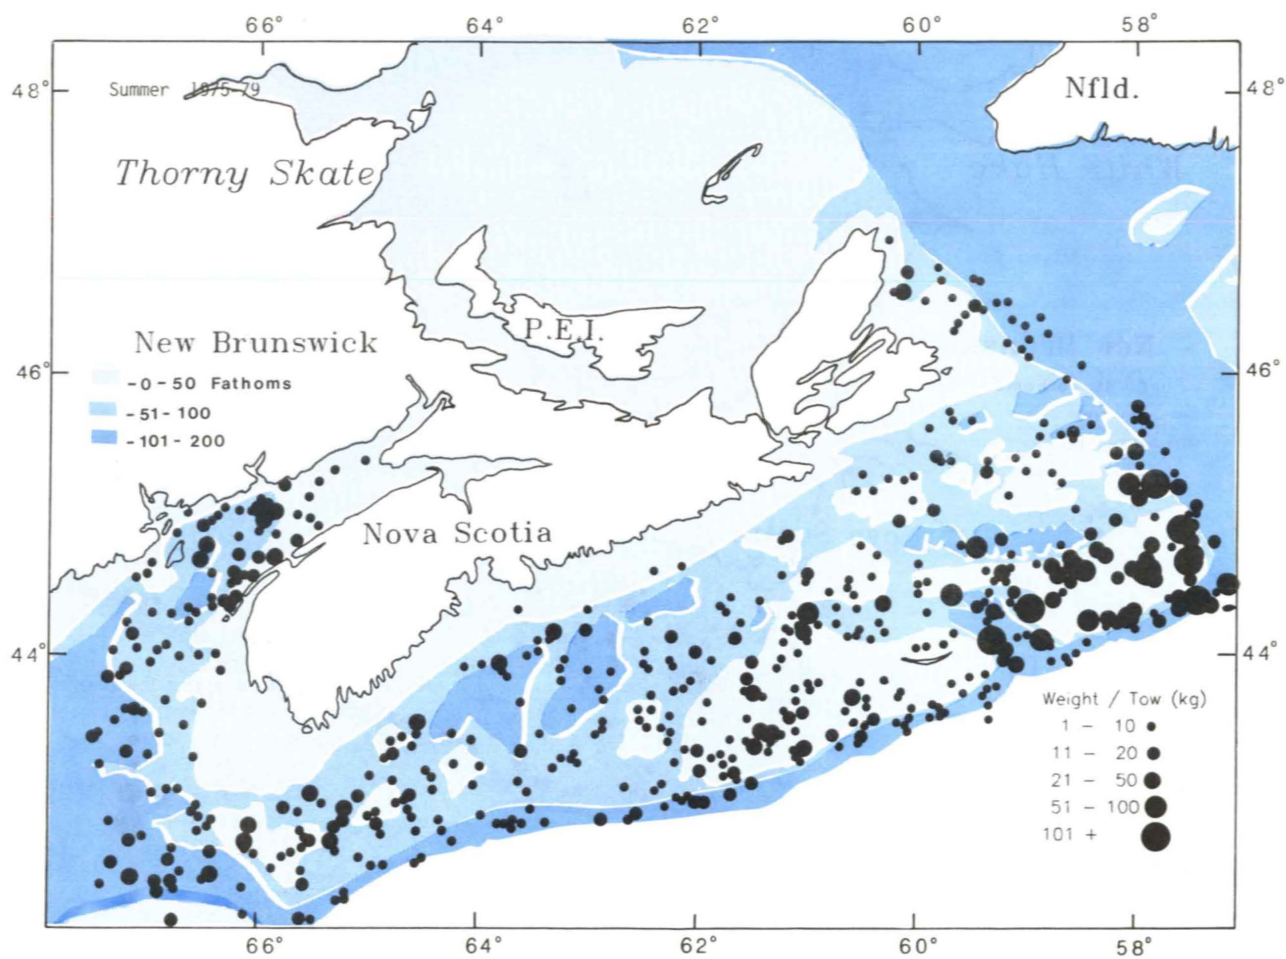 66° 64° 62° 60° 58°
48° 48°
Summer 1975-79
Nfld.
Thorny Skate
P.E.I.
New Brunswick
46° 46°
-0-50 Fathoms
-51-100
-101-200
Nova Scotia
44° 44°
Weight / Tow (kg)
1 - 10
11 - 20
21 - 50
51 - 100
101 +
66° 64° 62° 60° 58°